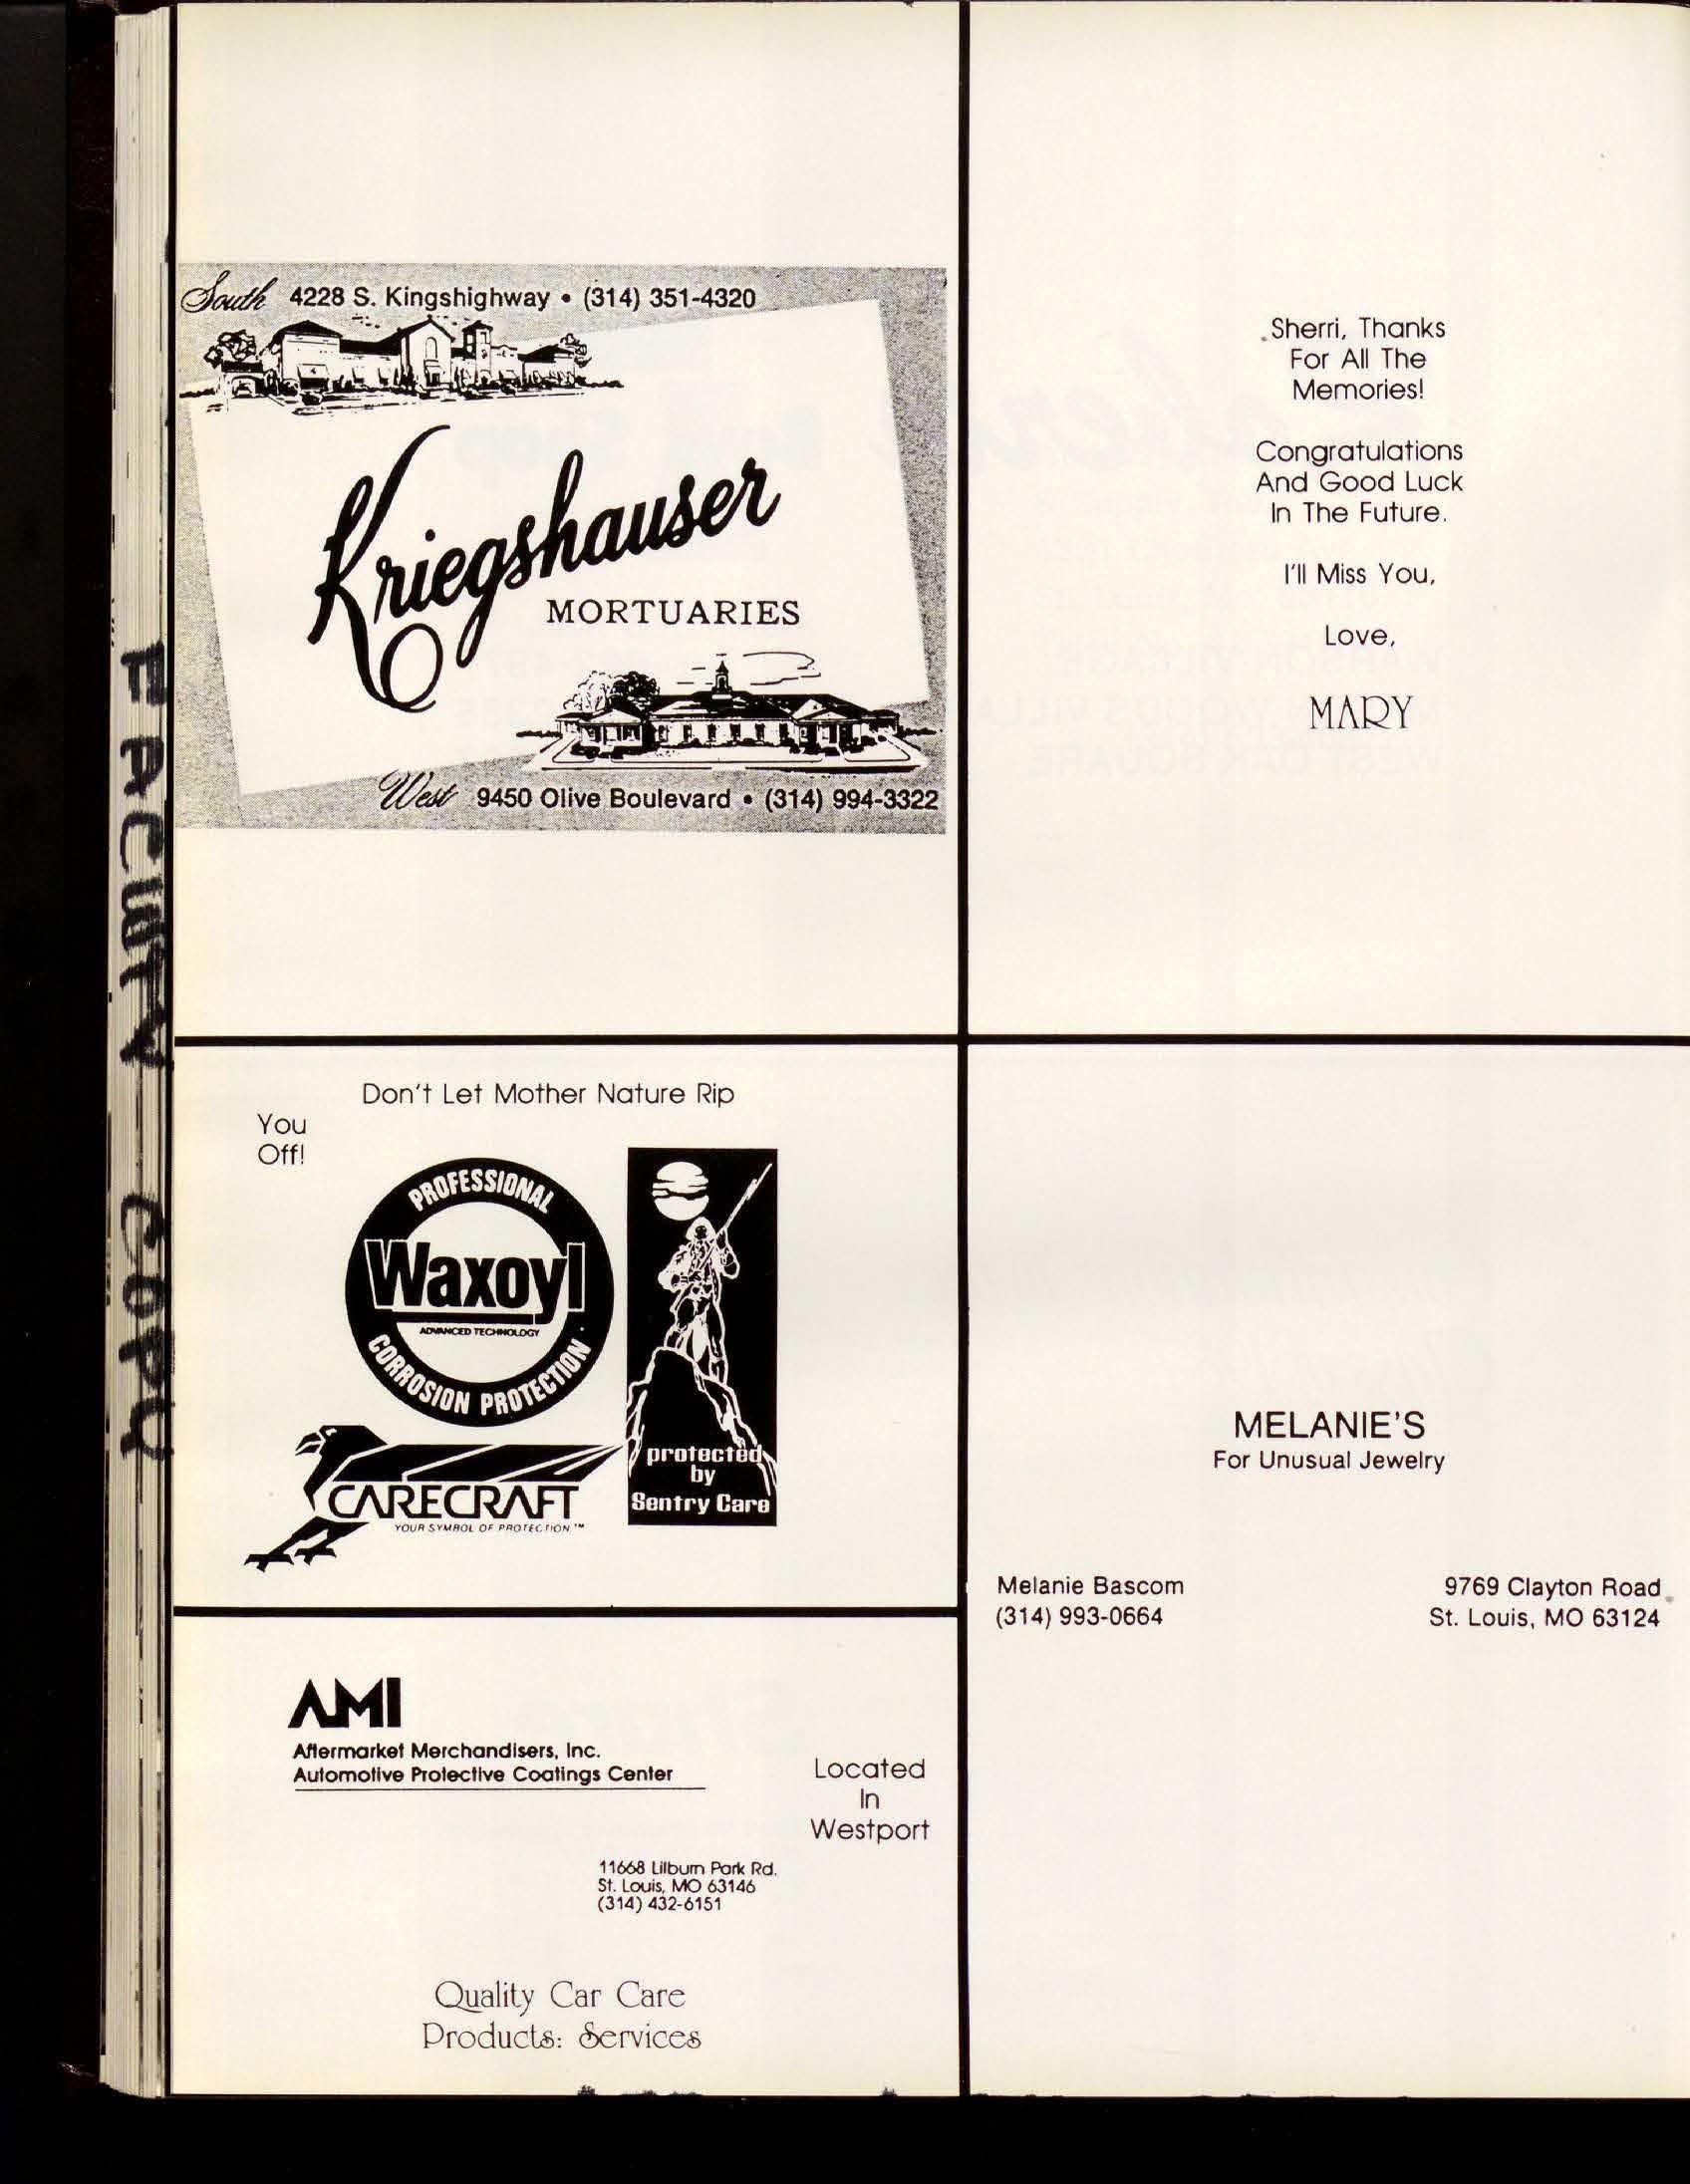 FACULTY COPY
South 4228 S. Kingshighway • (314) 351-4320
Kriegshauser
MORTUARIES
West 9450 Olive Boulevard • (314) 994-3322
Sherri, Thanks
For All The
Memories!
Congratulations
And Good Luck
In The Future.
I'll Miss You,
Love,
MARY
Don't Let Mother Nature Rip
You
Off!
PROFESSIONAL
Waxoyl
ADVANCED TECHNOLOGY
CORROSION PROTECTION
protected
by
Sentry Care
CARECRAFT
YOUR SYMBOL OF PROTECTION™
AMI
Aftermarket Merchandisers, Inc.
Automotive Protective Coatings Center
Located
In
Westport
11668 Lilburn Park Rd.
St. Louis, MO 63146
(314) 432-6151
Quality Car Care
Products: Services
MELANIE'S
For Unusual Jewelry
Melanie Bascom
(314) 993-0664
9769 Clayton Road
St. Louis, MO 63124